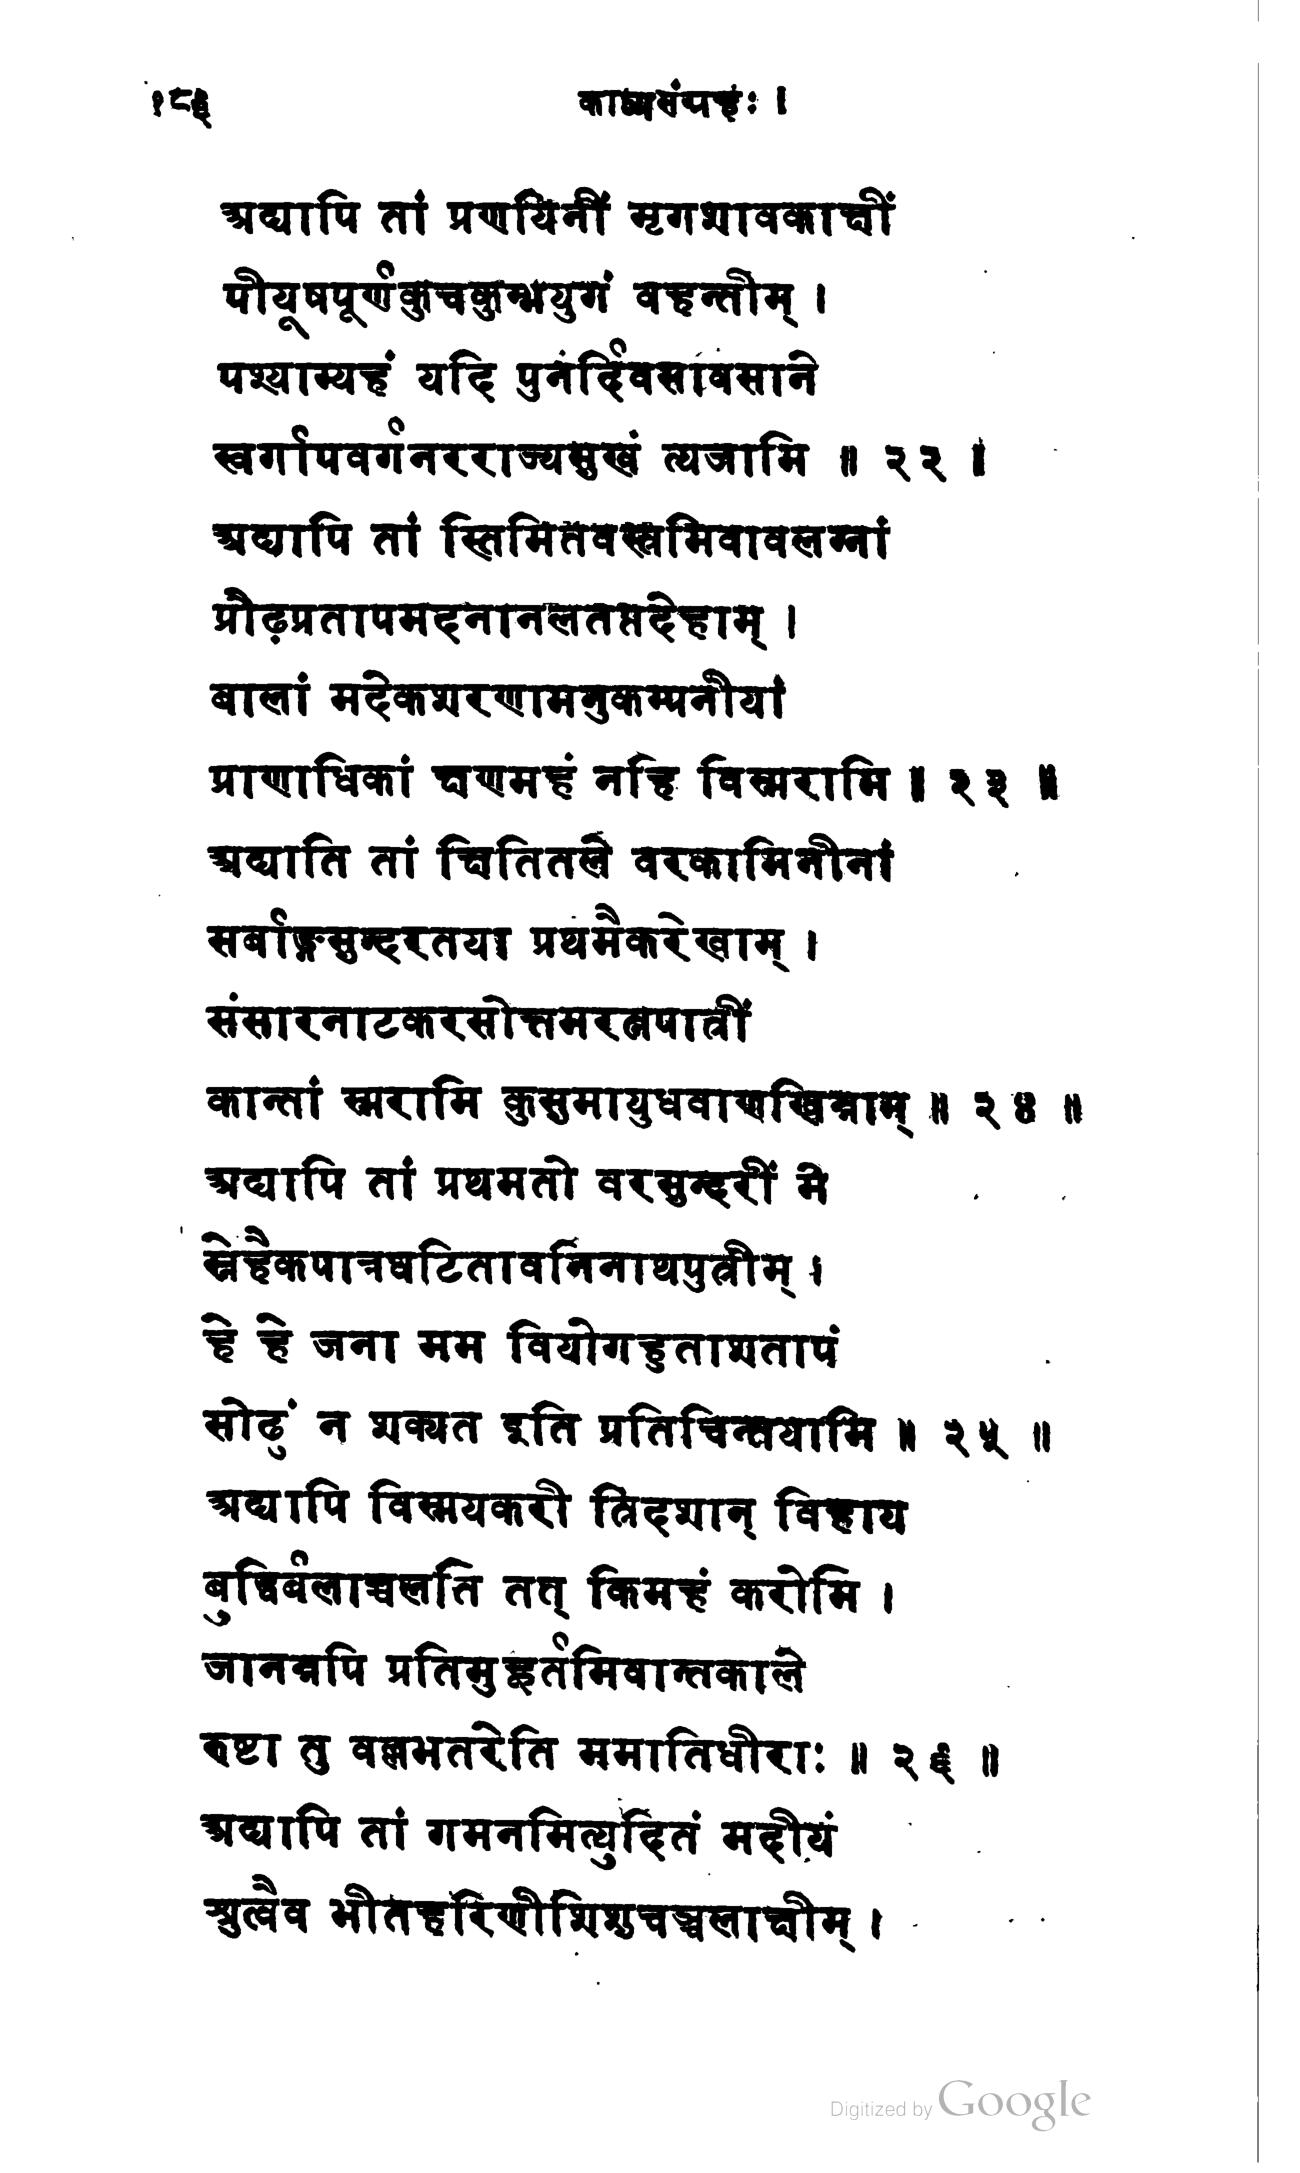 १८६ काव्यसंग्रहः ।
अद्यापि तां प्रणयिनीं मृगशावकाक्षीं
पीयूषपूर्णकुचकुम्भयुगं वहन्तीम् ।
पश्याम्यहं यदि पुनर्दिवसावसाने
स्वर्गापवर्गनरराज्यसुखं त्यजामि ॥ २२ ॥
अद्यापि तां स्तिमितवस्त्रमिवावलग्नां
प्रौढ़प्रतापमदनानलतप्तदेहाम् ।
बालां मदेकशरणामनुकम्पनीयां
प्राणाधिकां क्षणमहं नहि विस्मरामि ॥ २३ ॥
अद्याति तां क्षितितले वरकामिनीनां
सर्वाङ्गसुन्दरतया प्रथमैकरेखाम् ।
संसारनाटकरसोत्तमरत्नपात्रीं
कान्तां स्मरामि कुसुमायुधवाणखिन्नाम् ॥ २४ ॥
अद्यापि तां प्रथमतो वरसुन्दरीं मे
स्नेहैकपात्रघटितावनिनाथपुत्रीम् ।
हे हे जना मम वियोगहुताशतापं
सोढुं न शक्यत इति प्रतिचिन्तयामि ॥ २५ ॥
अद्यापि विस्मयकरी त्रिदशान् विहाय
बुद्धिर्बलाच्चलति तत् किमहं करोमि ।
जानन्नपि प्रतिमुहूर्तमिवान्तकाले
रुष्टा तु वल्लभतरेति ममातिधीराः ॥ २६ ॥
अद्यापि तां गमनमित्युदितं मदीयं
श्रुत्वैव भीतहरिणीशिशुचञ्चलाक्षीम् ।
Digitized by Google